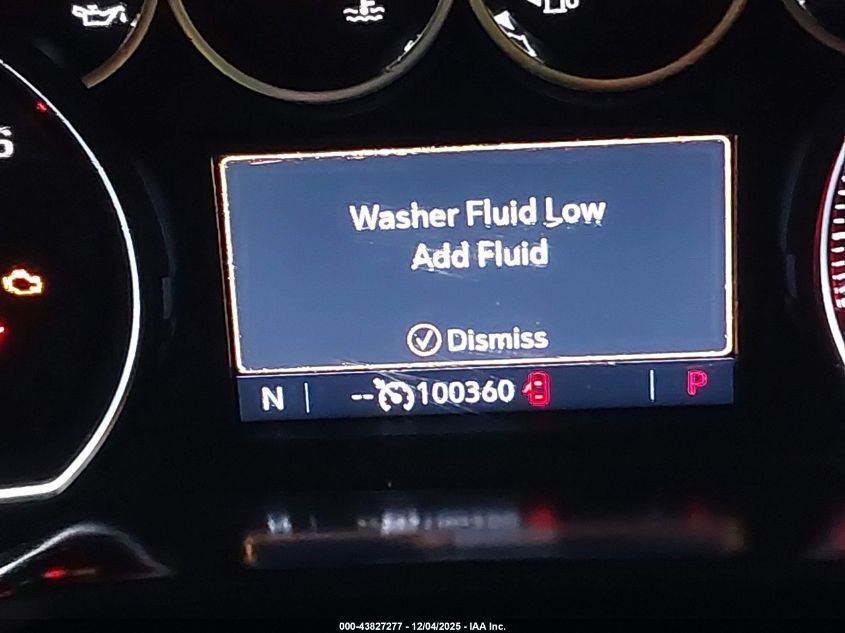 Washer Fluid Low
Add Fluid
Dismiss
N -- 100360 P
000-43827277 - 12/04/2025 - IAA Inc.